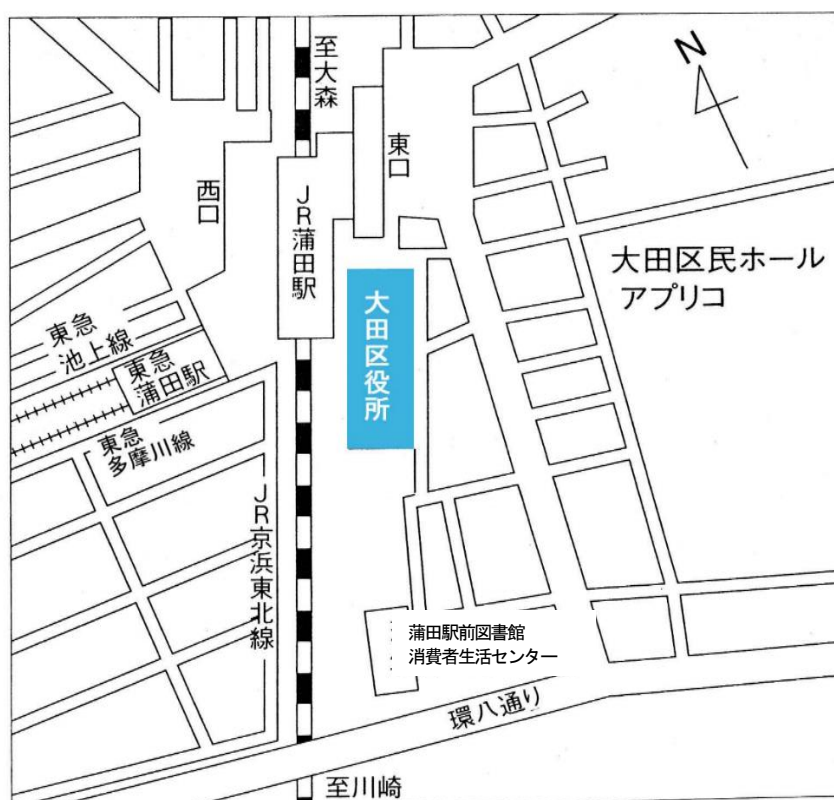 至大森
N
東口
西口
JR蒲田駅
大田区民ホール
アプリコ
大田区役所
東急
池上線
東急
蒲田駅
東急
多摩川線
JR京浜東北線
蒲田駅前図書館
消費者生活センター
環八通り
至川崎